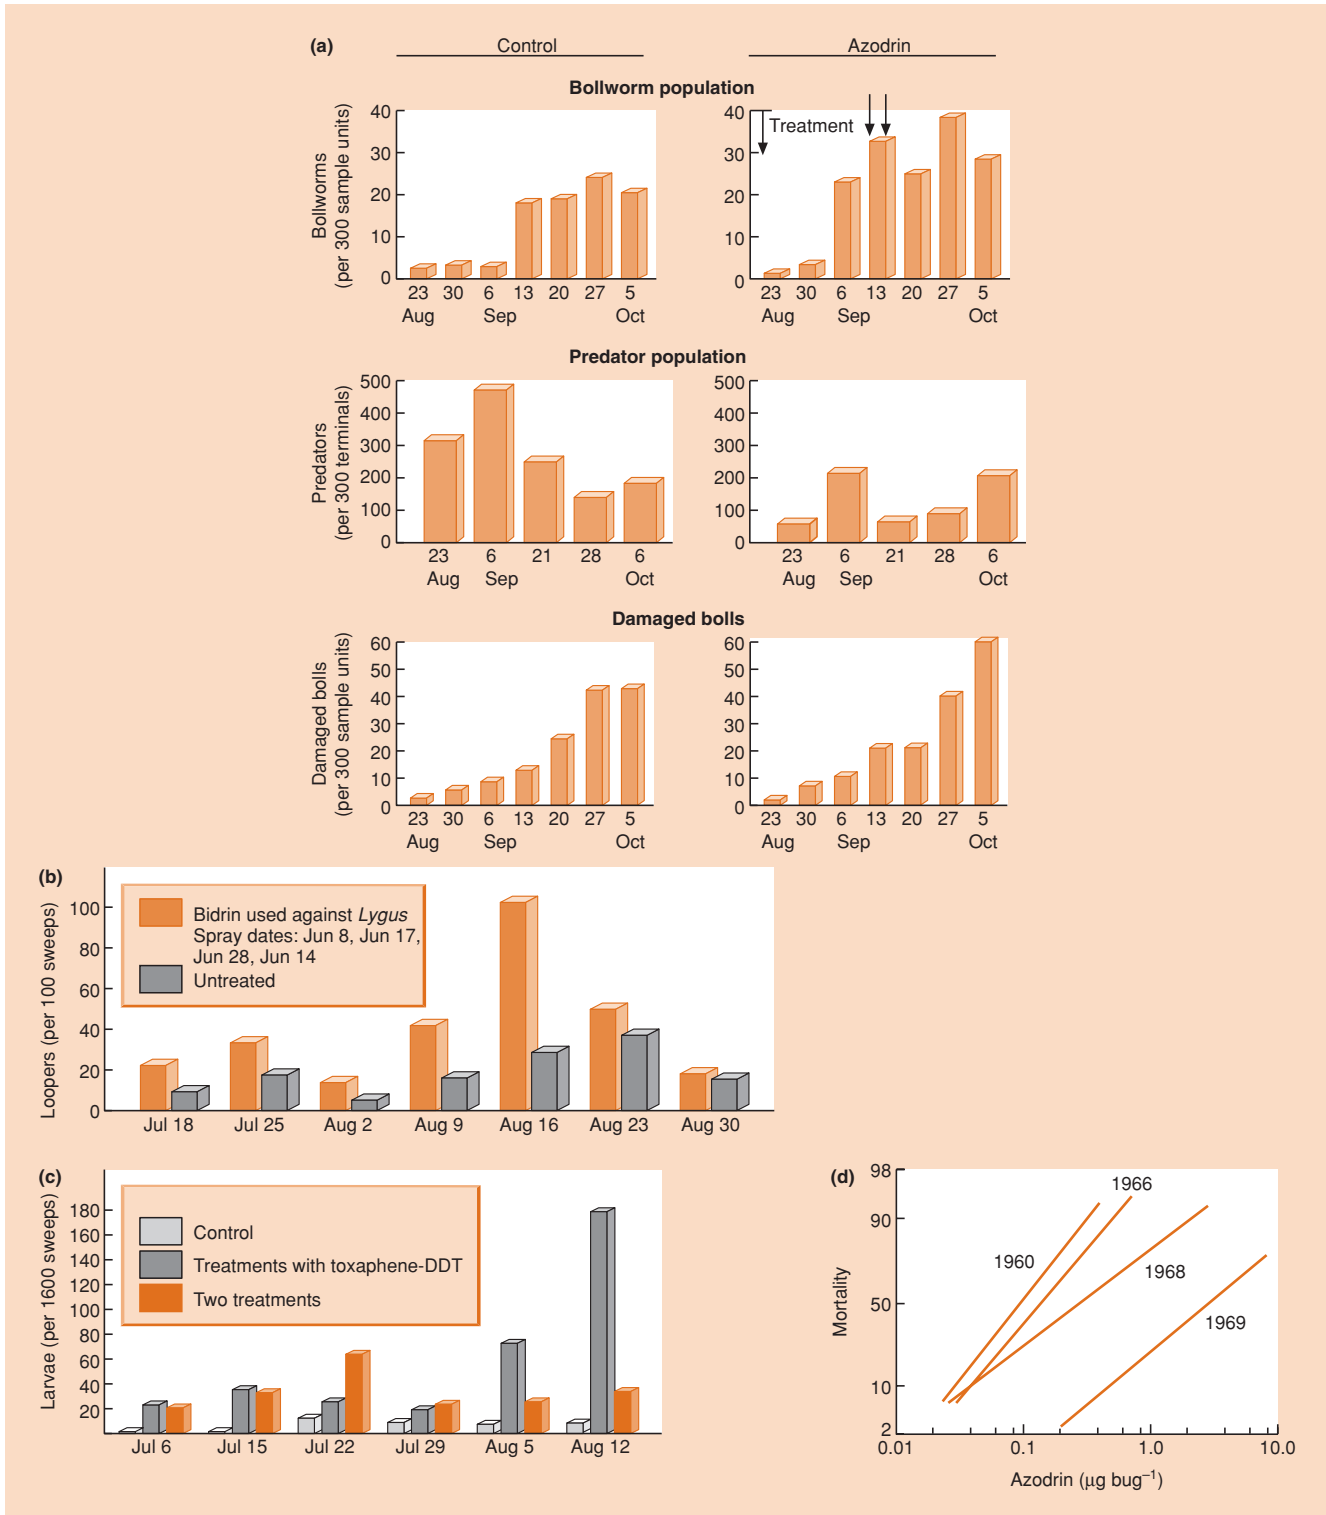 (a)
Control
Azodrin
Bollworm population
Bollworms
(per 300 sample units)
40
30
20
10
0
23 30 6 13 20 27 5
Aug Sep Oct
Treatment
40
30
20
10
0
23 30 6 13 20 27 5
Aug Sep Oct
Predator population
Predators
(per 300 terminals)
500
400
300
200
100
0
23 6 21 28 6
Aug Sep Oct
500
400
300
200
100
0
23 6 21 28 6
Aug Sep Oct
Damaged bolls
Damaged bolls
(per 300 sample units)
60
50
40
30
20
10
0
23 30 6 13 20 27 5
Aug Sep Oct
60
50
40
30
20
10
0
23 30 6 13 20 27 5
Aug Sep Oct
(b)
Loopers (per 100 sweeps)
100
80
60
40
20
0
Bidrin used against Lygus
Spray dates: Jun 8, Jun 17,
Jun 28, Jun 14
Untreated
Jul 18 Jul 25 Aug 2 Aug 9 Aug 16 Aug 23 Aug 30
(c)
Larvae (per 1600 sweeps)
180
160
140
120
100
80
60
40
20
Control
Treatments with toxaphene-DDT
Two treatments
Jul 6 Jul 15 Jul 22 Jul 29 Aug 5 Aug 12
(d)
Mortality
98
90
50
10
2
1966
1960
1968
1969
0.01 0.1 1.0 10.0
Azodrin (μg bug⁻¹)